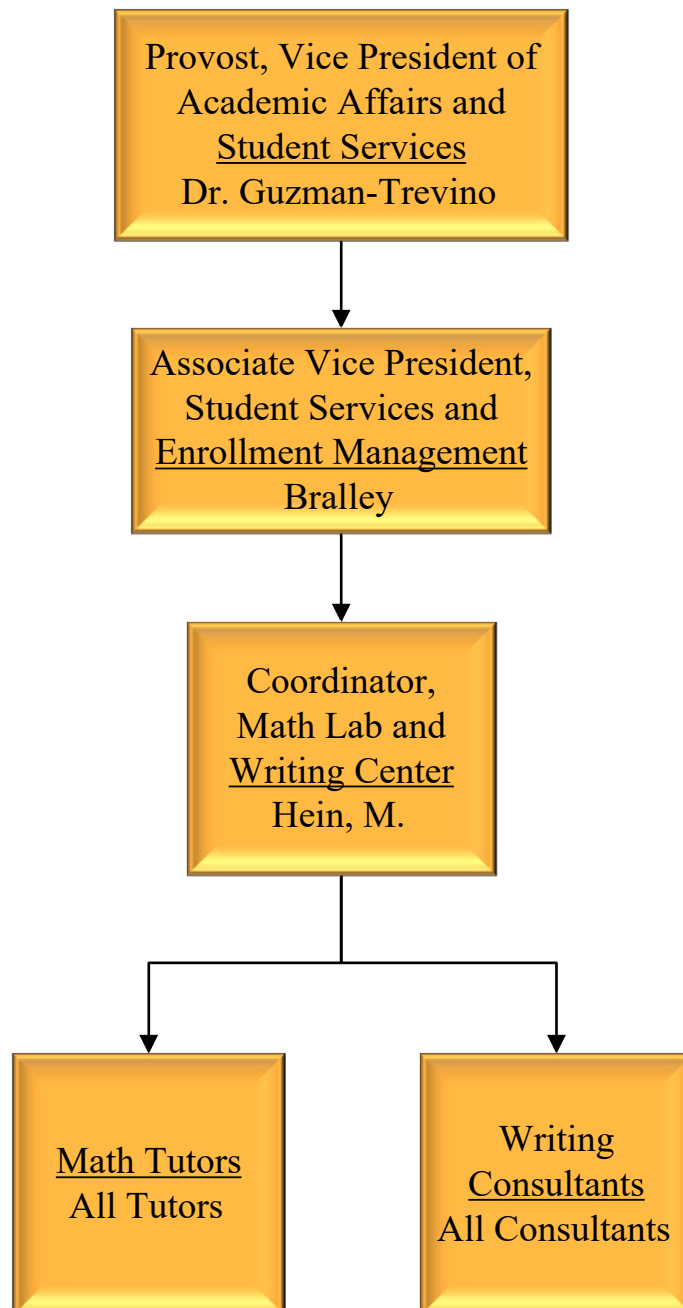 Provost, Vice President of
Academic Affairs and
Student Services
Dr. Guzman-Trevino
Associate Vice President,
Student Services and
Enrollment Management
Bralley
Coordinator,
Math Lab and
Writing Center
Hein, M.
Math Tutors
All Tutors
Writing
Consultants
All Consultants